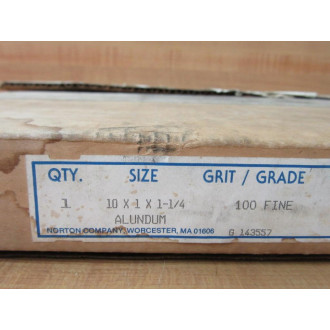 QTY. SIZE GRIT / GRADE
1 10 X 1 X 1-1/4 100 FINE
ALUNDUM
NORTON COMPANY, WORCESTER, MA 01606 G 143557